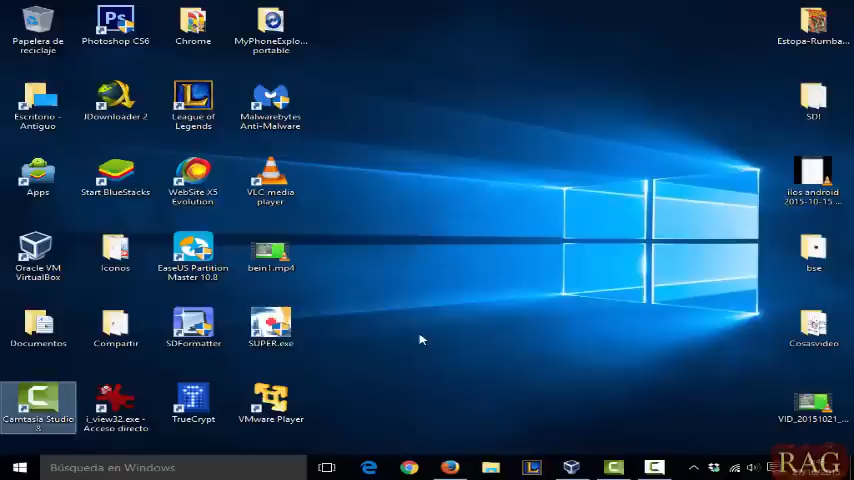 Papelera de
reciclaje
Photoshop CS6
Chrome
MyPhoneExplo...
portable
Estopa-Rumba...
Escritorio -
Antiguo
JDownloader 2
League of
Legends
Malwarebytes
Anti-Malware
SD!
Apps
Start BlueStacks
WebSite X5
Evolution
VLC media
player
ilos android
2015-10-15 ...
Oracle VM
VirtualBox
Iconos
EaseUS Partition
Master 10.8
bein1.mp4
bse
Documentos
Compartir
SDFormatter
SUPER.exe
Cosasvideo
Camtasia Studio
8
i_view32.exe -
Acceso directo
TrueCrypt
VMware Player
VID_20151021_...
Búsqueda en Windows
RAG